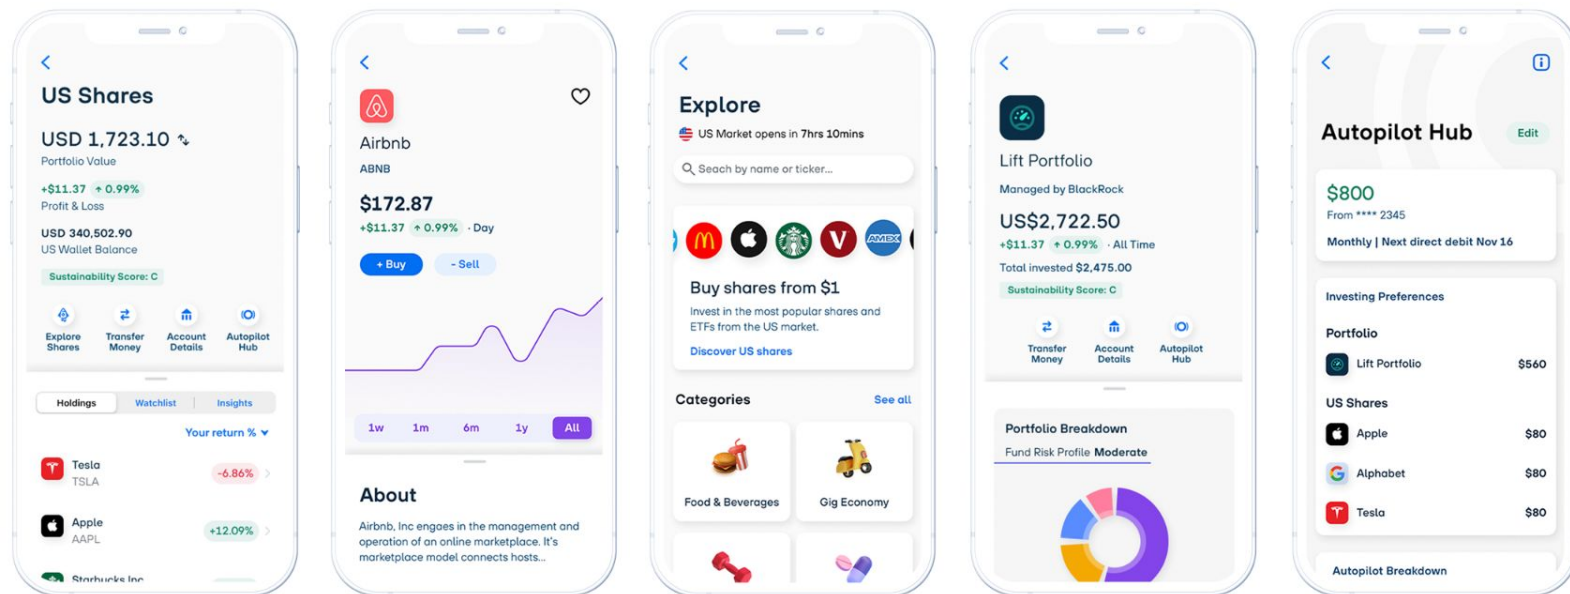 US Shares
USD 1,723.10
Portfolio Value
+$11.37 ↑ 0.99%
Profit & Loss
USD 340,502.90
US Wallet Balance
Sustainability Score: C
Explore Shares
Transfer Money
Account Details
Autopilot Hub
Holdings
Watchlist
Insights
Your return %
Tesla
TSLA
-6.86%
Apple
AAPL
+12.09%
Starbucks Inc
Airbnb
ABNB
$172.87
+$11.37 ↑ 0.99% · Day
+ Buy
- Sell
1w
1m
6m
1y
All
About
Airbnb, Inc engaes in the management and
operation of an online marketplace. It's
marketplace model connects hosts...
Explore
US Market opens in 7hrs 10mins
Seach by name or ticker...
AMEX
Buy shares from $1
Invest in the most popular shares and
ETFs from the US market.
Discover US shares
Categories
See all
Food & Beverages
Gig Economy
Lift Portfolio
Managed by BlackRock
US$2,722.50
+$11.37 ↑ 0.99% · All Time
Total invested $2,475.00
Sustainability Score: C
Transfer Money
Account Details
Autopilot Hub
Portfolio Breakdown
Fund Risk Profile Moderate
Autopilot Hub
Edit
$800
From **** 2345
Monthly | Next direct debit Nov 16
Investing Preferences
Portfolio
Lift Portfolio
$560
US Shares
Apple
$80
Alphabet
$80
Tesla
$80
Autopilot Breakdown